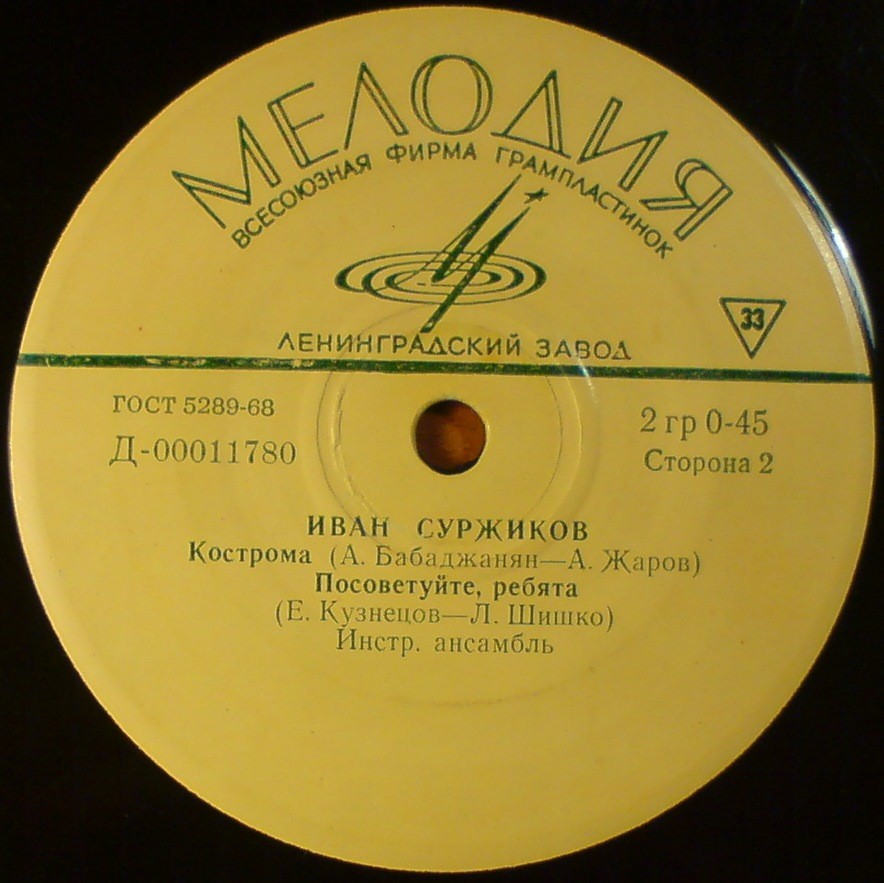 МЕЛОДИЯ
ВСЕСОЮЗНАЯ ФИРМА ГРАМПЛАСТИНОК
33
ЛЕНИНГРАДСКИЙ ЗАВОД
ГОСТ 5289-68
2 гр 0-45
Д-00011780
Сторона 2
ИВАН СУРЖИКОВ
Кострома (А. Бабаджанян—А. Жаров)
Посоветуйте, ребята
(Е. Кузнецов—Л. Шишко)
Инстр. ансамбль